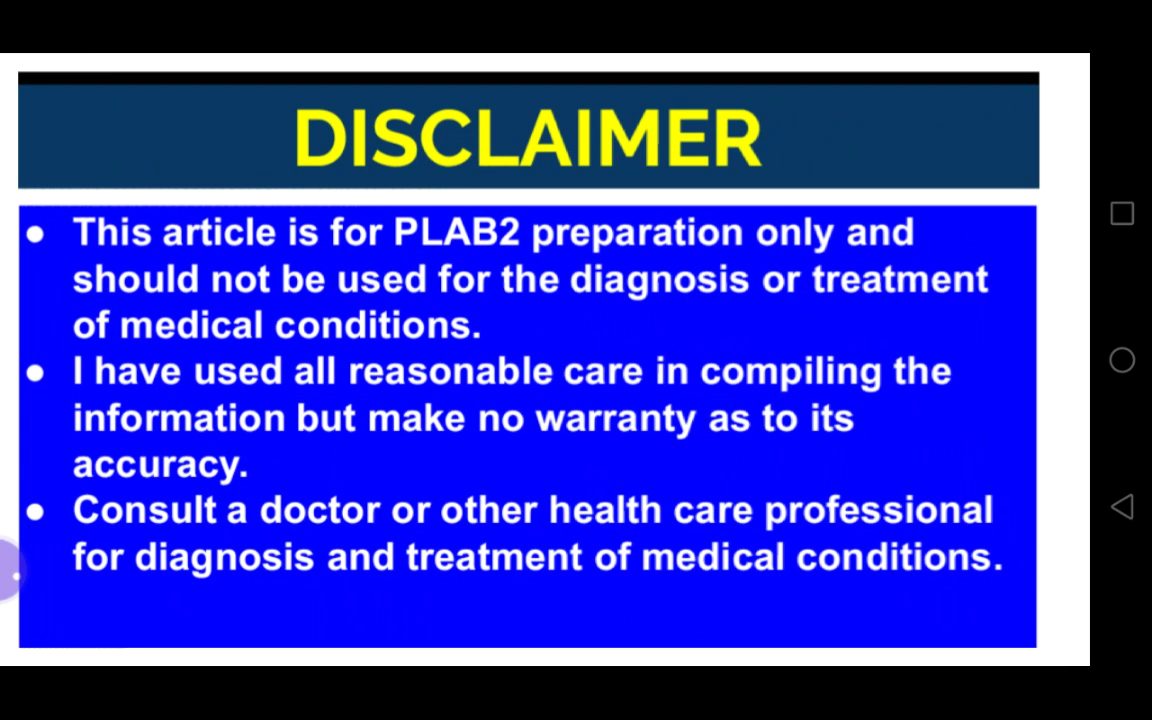 DISCLAIMER
● This article is for PLAB2 preparation only and
should not be used for the diagnosis or treatment
of medical conditions.
● I have used all reasonable care in compiling the
information but make no warranty as to its
accuracy.
● Consult a doctor or other health care professional
for diagnosis and treatment of medical conditions.